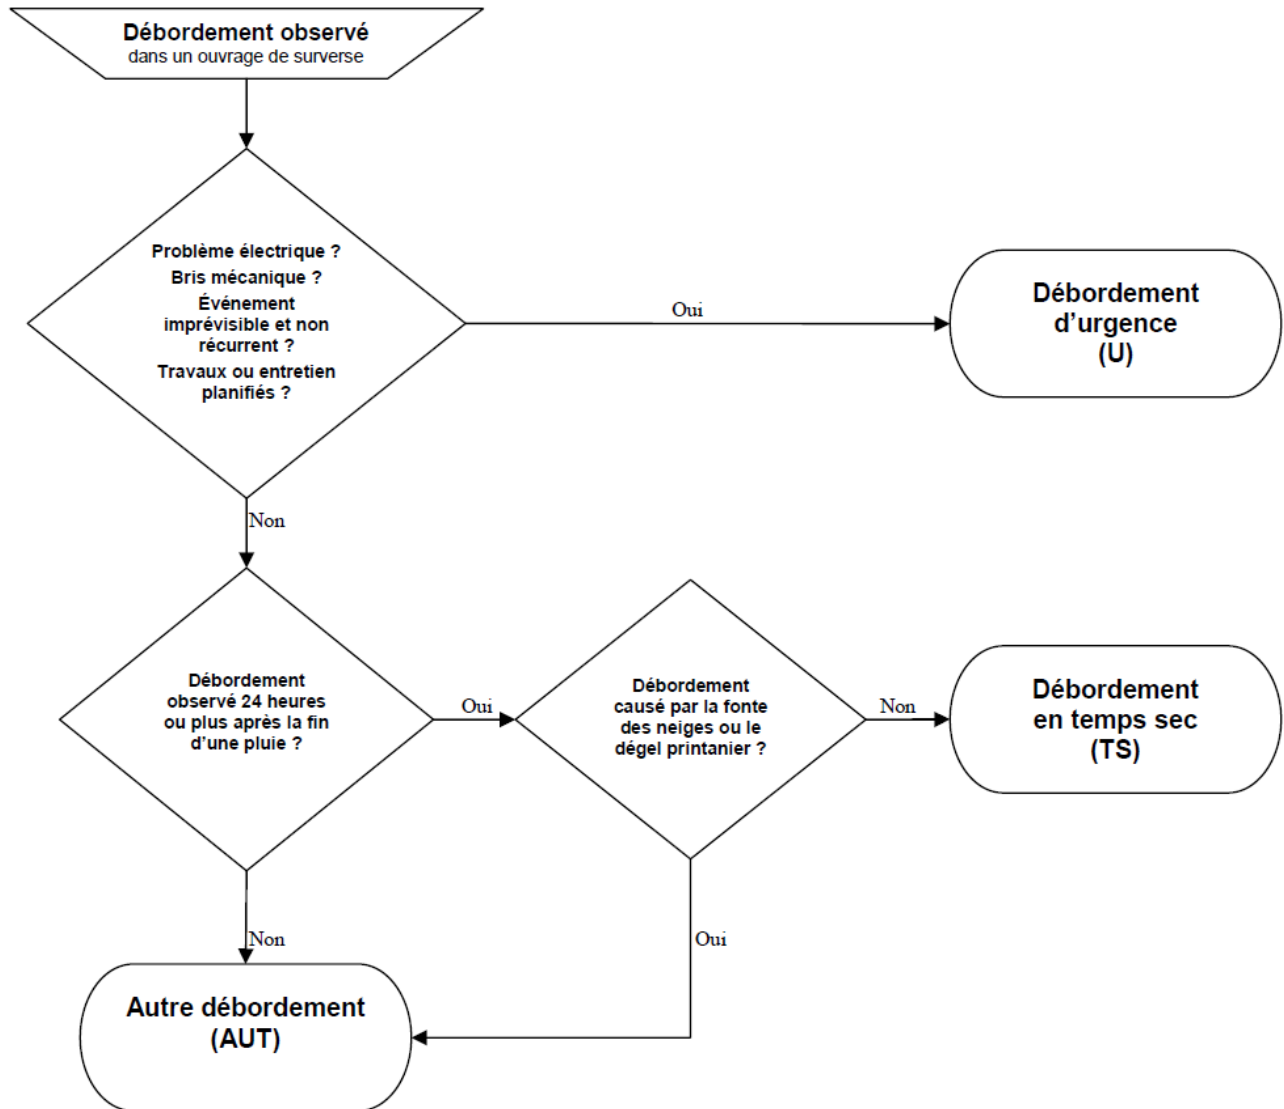 Débordement observé
dans un ouvrage de surverse
Problème électrique ?
Bris mécanique ?
Événement
imprévisible et non
récurrent ?
Travaux ou entretien
planifiés ?
Oui
Débordement
d’urgence
(U)
Non
Débordement
observé 24 heures
ou plus après la fin
d’une pluie ?
Oui
Débordement
causé par la fonte
des neiges ou le
dégel printanier ?
Non
Débordement
en temps sec
(TS)
Non
Oui
Autre débordement
(AUT)